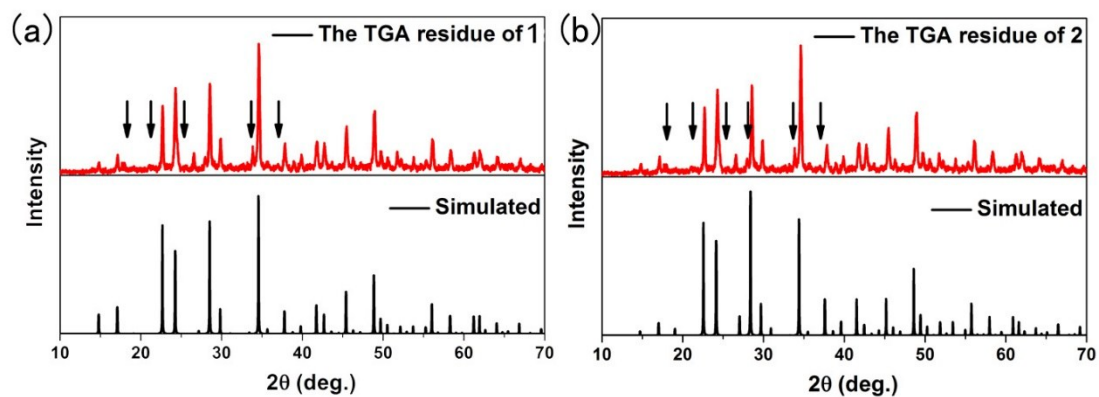 (a)
The TGA residue of 1
Intensity
Simulated
10 20 30 40 50 60 70
2θ (deg.)
(b)
The TGA residue of 2
Intensity
Simulated
10 20 30 40 50 60 70
2θ (deg.)